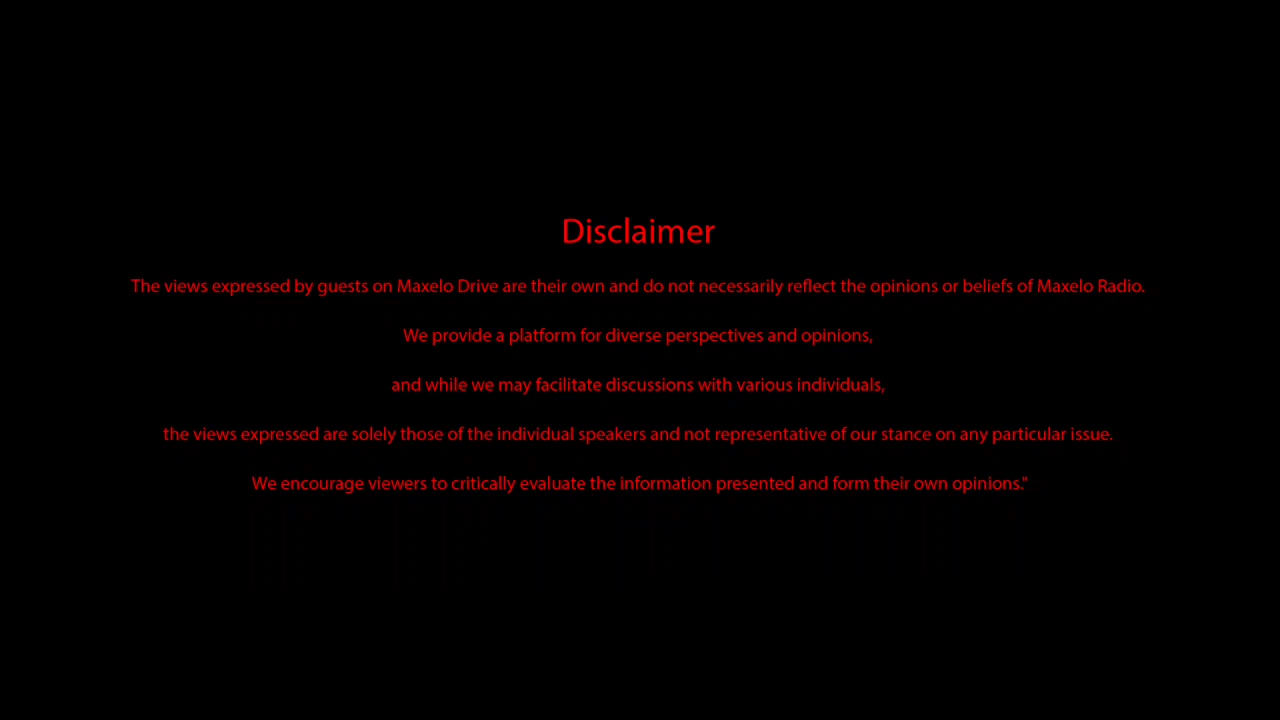 Disclaimer
The views expressed by guests on Maxelo Drive are their own and do not necessarily reflect the opinions or beliefs of Maxelo Radio.
We provide a platform for diverse perspectives and opinions,
and while we may facilitate discussions with various individuals,
the views expressed are solely those of the individual speakers and not representative of our stance on any particular issue.
We encourage viewers to critically evaluate the information presented and form their own opinions."